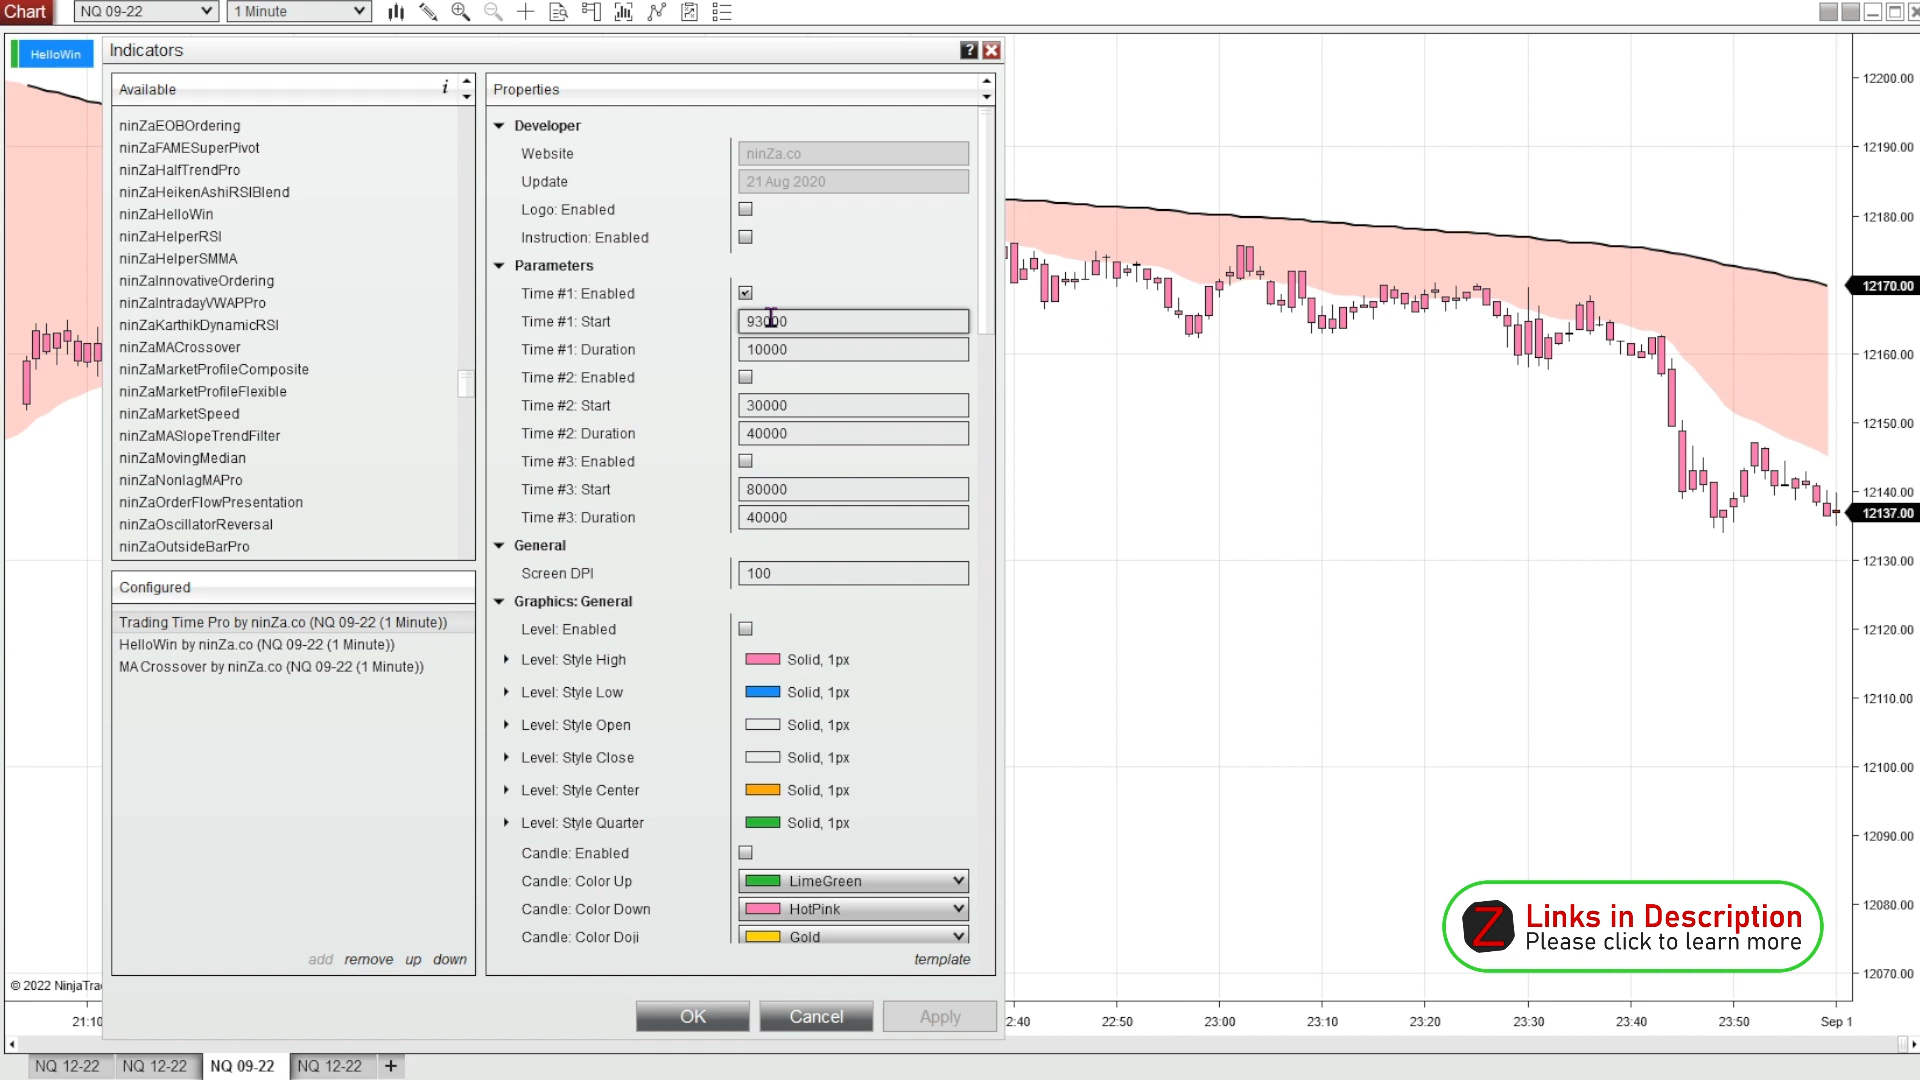 Chart
NQ 09-22
1 Minute
HelloWin
Indicators
?
Available
i
ninZaEOBOrdering
ninZaFAMESuperPivot
ninZaHalfTrendPro
ninZaHeikenAshiRSIBlend
ninZaHelloWin
ninZaHelperRSI
ninZaHelperSMMA
ninZaInnovativeOrdering
ninZaIntradayVWAPPro
ninZaKarthikDynamicRSI
ninZaMACrossover
ninZaMarketProfileComposite
ninZaMarketProfileFlexible
ninZaMarketSpeed
ninZaMASlopeTrendFilter
ninZaMovingMedian
ninZaNonlagMAPro
ninZaOrderFlowPresentation
ninZaOscillatorReversal
ninZaOutsideBarPro
Configured
Trading Time Pro by ninZa.co (NQ 09-22 (1 Minute))
HelloWin by ninZa.co (NQ 09-22 (1 Minute))
MA Crossover by ninZa.co (NQ 09-22 (1 Minute))
add remove up down
Properties
Developer
Website ninZa.co
Update 21 Aug 2020
Logo: Enabled
Instruction: Enabled
Parameters
Time #1: Enabled
Time #1: Start 93000
Time #1: Duration 10000
Time #2: Enabled
Time #2: Start 30000
Time #2: Duration 40000
Time #3: Enabled
Time #3: Start 80000
Time #3: Duration 40000
General
Screen DPI 100
Graphics: General
Level: Enabled
Level: Style High Solid, 1px
Level: Style Low Solid, 1px
Level: Style Open Solid, 1px
Level: Style Close Solid, 1px
Level: Style Center Solid, 1px
Level: Style Quarter Solid, 1px
Candle: Enabled
Candle: Color Up LimeGreen
Candle: Color Down HotPink
Candle: Color Doji Gold
template
OK Cancel Apply
12200.00
12190.00
12180.00
12170.00
12160.00
12150.00
12140.00
12137.00
12130.00
12120.00
12110.00
12100.00
12090.00
12080.00
12070.00
Z
Links in Description
Please click to learn more
© 2022 NinjaTra
21:10 2:40 22:50 23:00 23:10 23:20 23:30 23:40 23:50 Sep 1
NQ 12-22 NQ 12-22 NQ 09-22 NQ 12-22 +